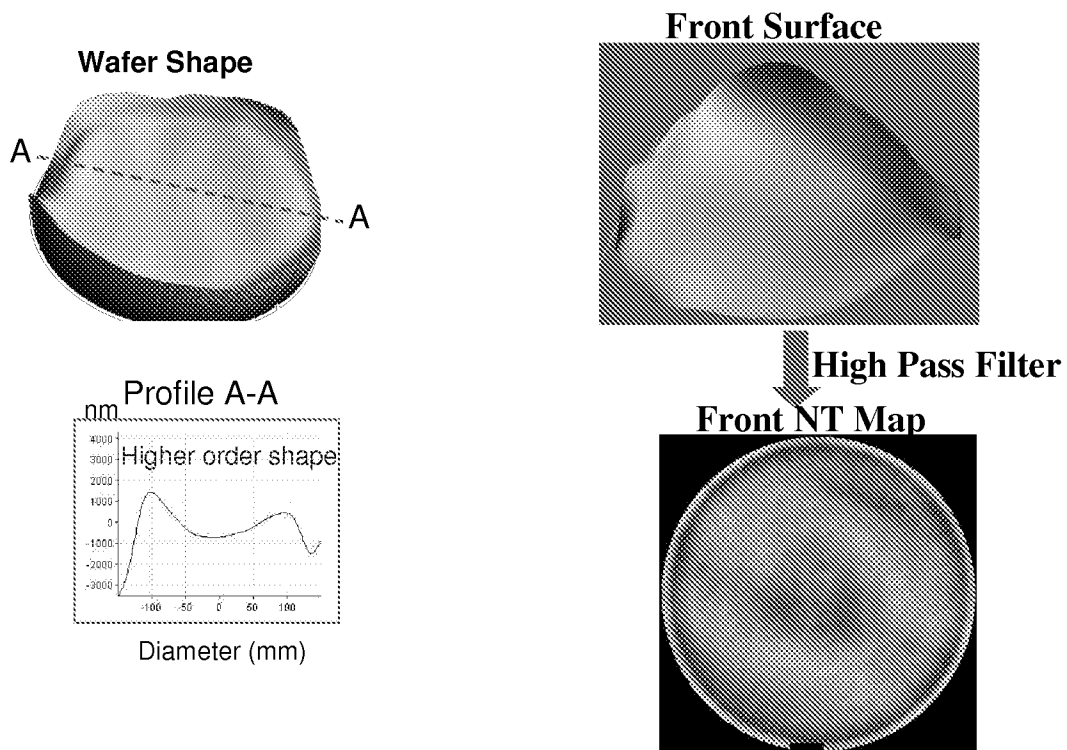 Wafer Shape
A
A
Profile A-A
nm
Higher order shape
4000
3000
2000
1000
0
-1000
-2000
-3000
-100 -50 0 50 100
Diameter (mm)
Front Surface
High Pass Filter
Front NT Map